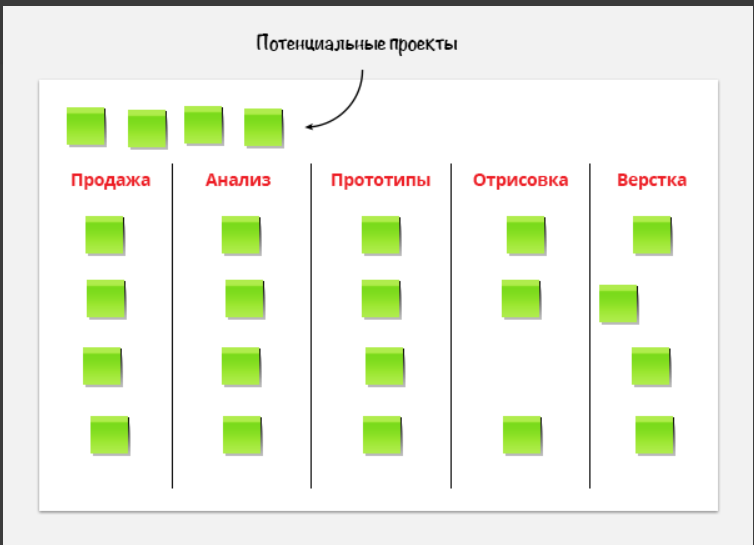 Потенциальные проекты
Продажа Анализ Прототипы Отрисовка Верстка